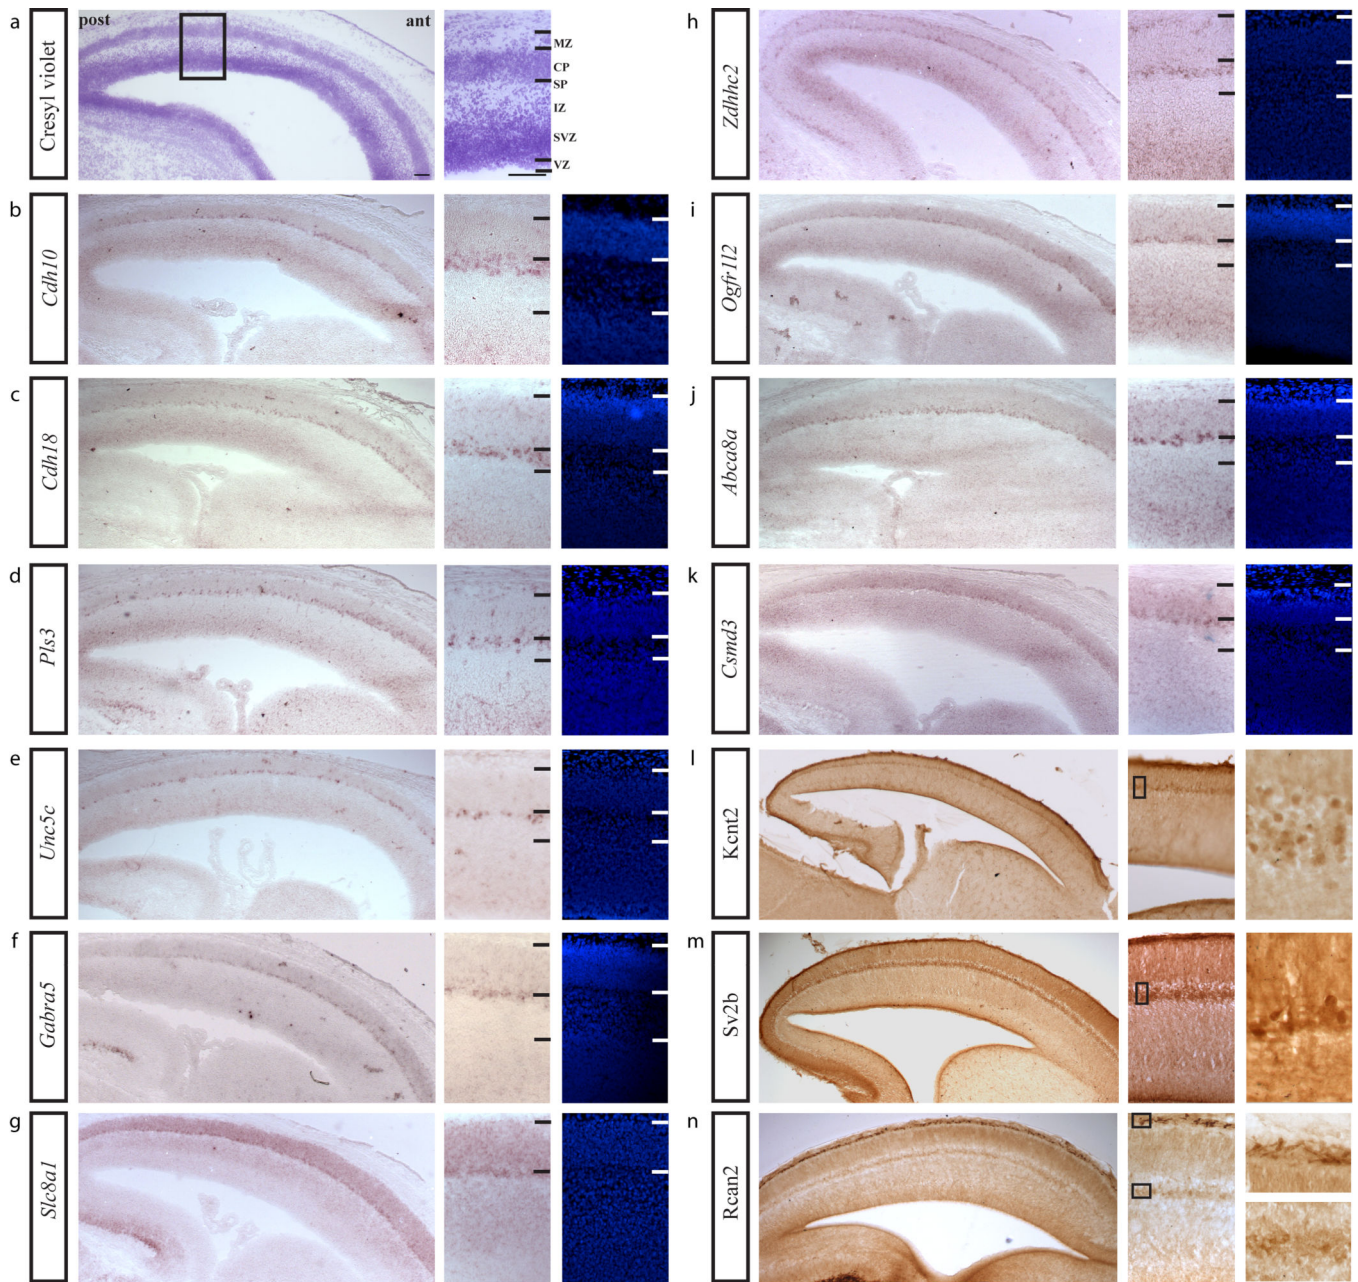 a
Cresyl violet
post
ant
MZ
CP
SP
IZ
SVZ
VZ
b
Cdh10
c
Cdh18
d
Pls3
e
Unc5c
f
Gabra5
g
Slc8a1
h
Zdhhc2
i
Ogfr1l2
j
Abca8a
k
Csmd3
l
Kcnt2
m
Sv2b
n
Rcan2